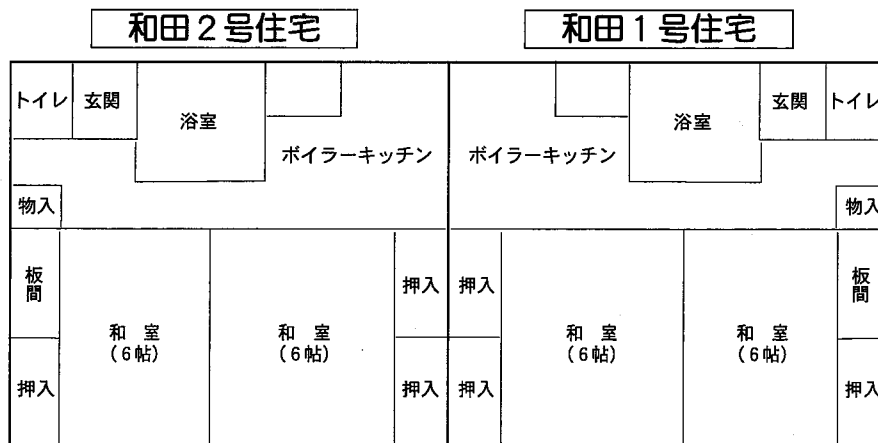 和田２号住宅
和田１号住宅
トイレ
玄関
浴室
ボイラーキッチン
物入
板間
押入
和室
（6帖）
和室
（6帖）
押入
押入
ボイラーキッチン
浴室
玄関
トイレ
物入
押入
押入
和室
（6帖）
和室
（6帖）
板間
押入